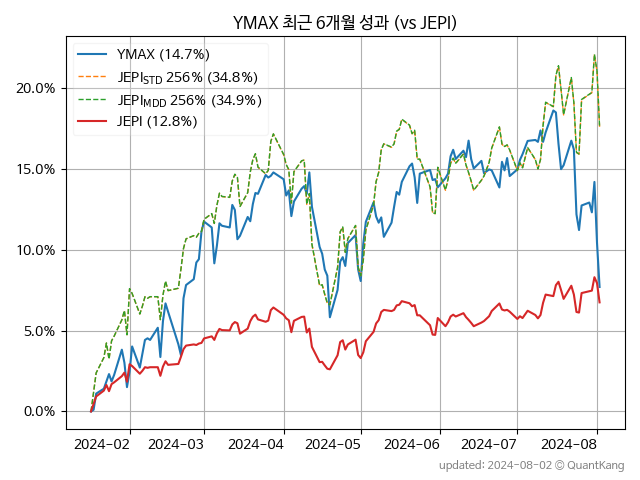 YMAX 최근 6개월 성과 (vs JEPI)
YMAX (14.7%)
JEPI_STD 256% (34.8%)
JEPI_MDD 256% (34.9%)
JEPI (12.8%)
20.0%
15.0%
10.0%
5.0%
0.0%
2024-02 2024-03 2024-04 2024-05 2024-06 2024-07 2024-08
updated: 2024-08-02 © QuantKang